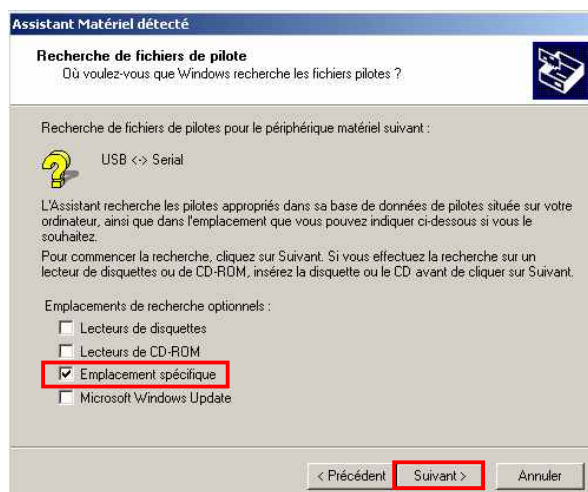 Assistant Matériel détecté
Recherche de fichiers de pilote
Où voulez-vous que Windows recherche les fichiers pilotes ?
Recherche de fichiers de pilotes pour le périphérique matériel suivant :
USB <-> Serial
L'Assistant recherche les pilotes appropriés dans sa base de données de pilotes située sur votre
ordinateur, ainsi que dans l'emplacement que vous pouvez indiquer ci-dessous si vous le
souhaitez.
Pour commencer la recherche, cliquez sur Suivant. Si vous effectuez la recherche sur un
lecteur de disquettes ou de CD-ROM, insérez la disquette ou le CD avant de cliquer sur Suivant.
Emplacements de recherche optionnels :
Lecteurs de disquettes
Lecteurs de CD-ROM
Emplacement spécifique
Microsoft Windows Update
< Précédent Suivant > Annuler